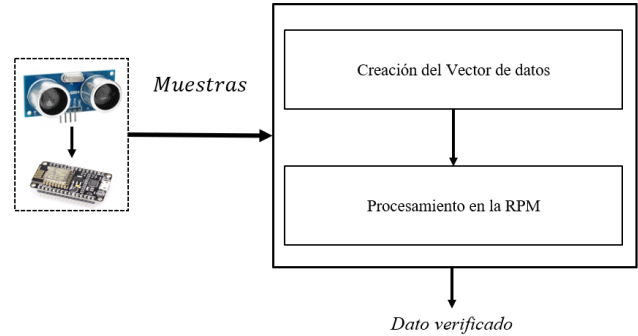 Muestras
Creación del Vector de datos
Procesamiento en la RPM
Dato verificado